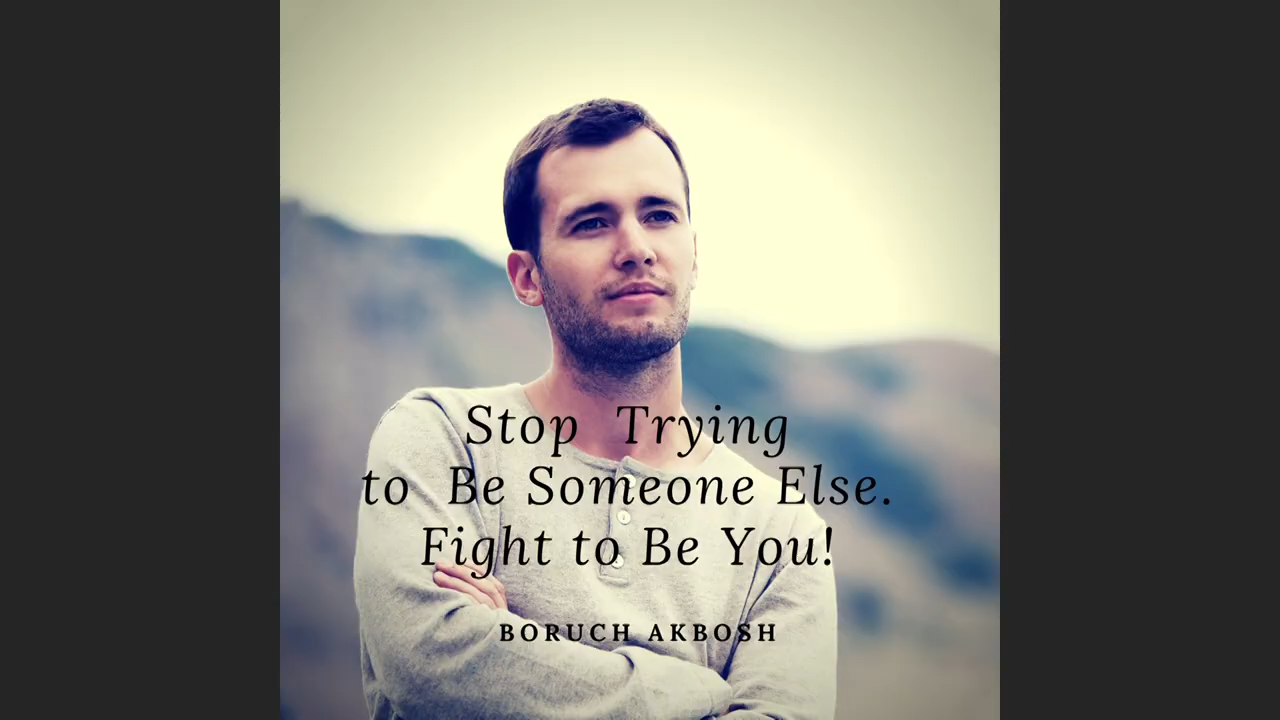 Stop Trying
to Be Someone Else.
Fight to Be You!
BORUCH AKBOSH